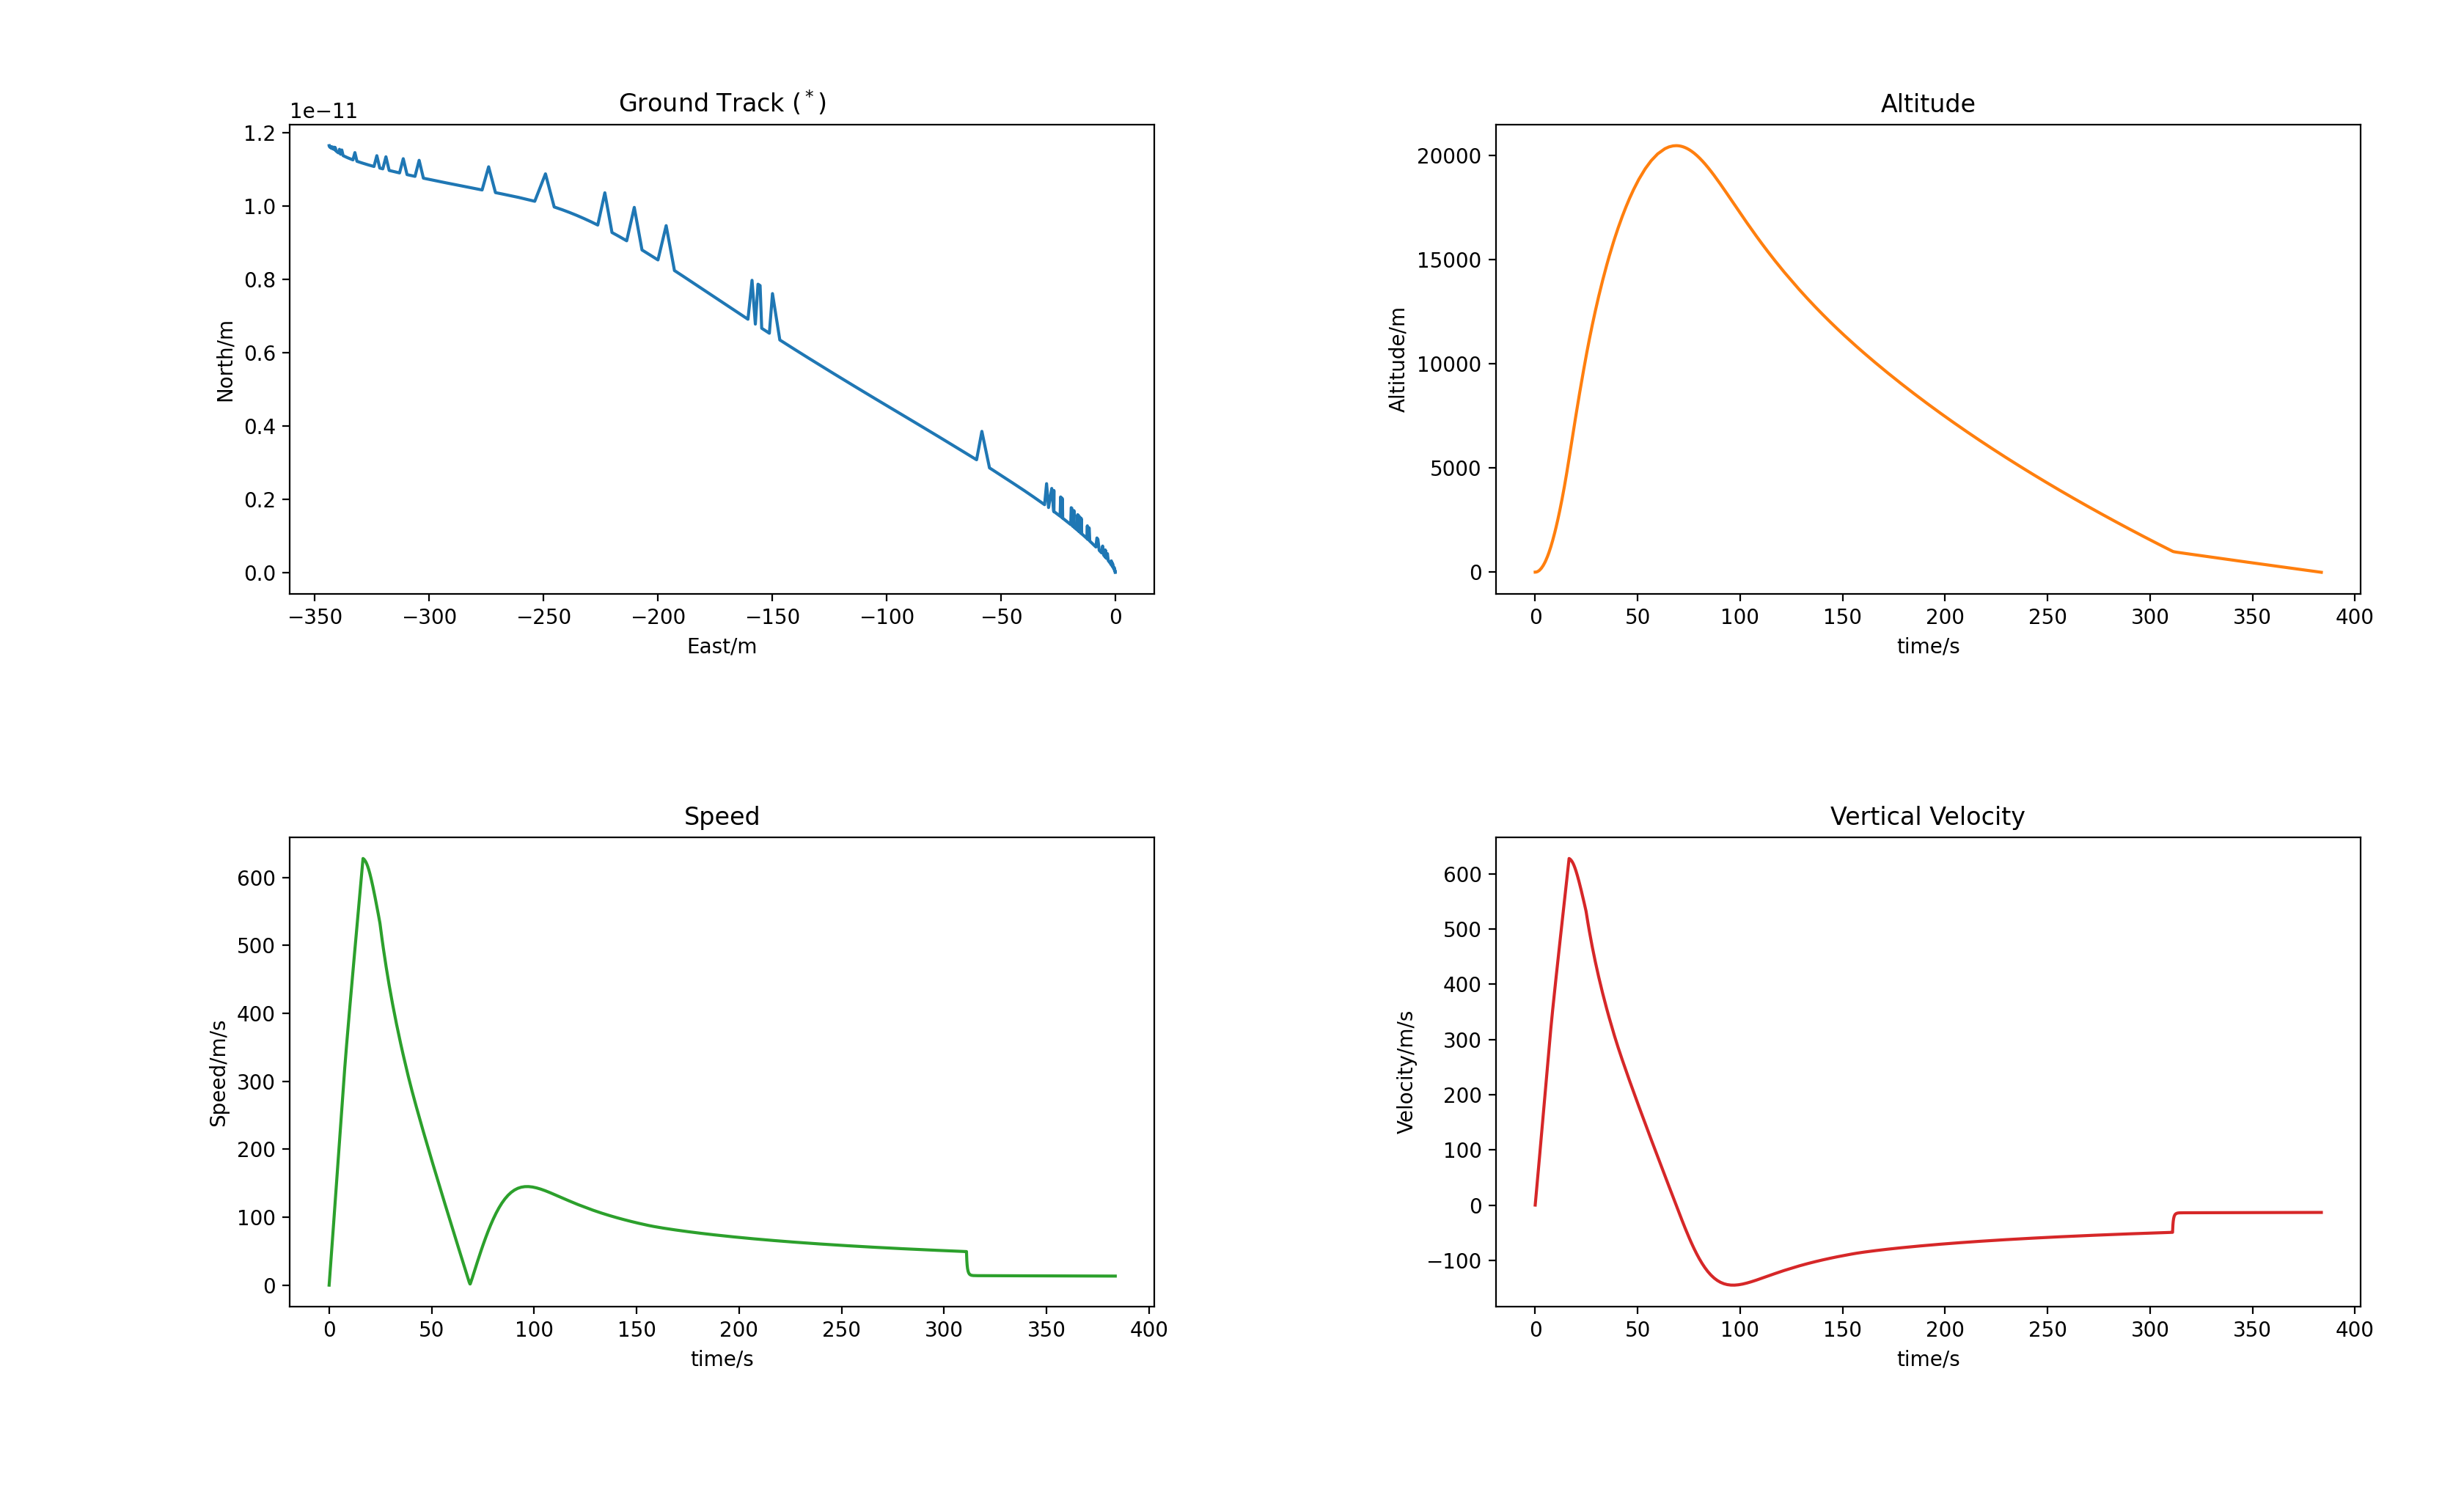 Ground Track (*)
1e−11
1.2
1.0
0.8
0.6
0.4
0.2
0.0
North/m
−350 −300 −250 −200 −150 −100 −50 0
East/m
Altitude
20000
15000
10000
5000
0
Altitude/m
0 50 100 150 200 250 300 350 400
time/s
Speed
600
500
400
300
200
100
0
Speed/m/s
0 50 100 150 200 250 300 350 400
time/s
Vertical Velocity
600
500
400
300
200
100
0
−100
Velocity/m/s
0 50 100 150 200 250 300 350 400
time/s